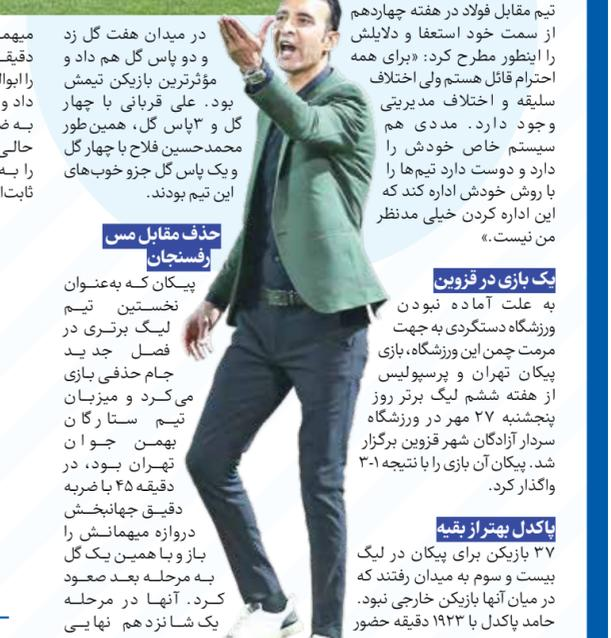 تیم مقابل فولاد در هفته چهاردهم
از سمت خود استعفا و دلایلش
را اینطور مطرح کرد: «برای همه
احترام قائل هستم ولی اختلاف
سلیقه و اختلاف مدیریتی
وجود دارد. مددی هم
سیستم خاص خودش را
دارد و دوست دارد تیم‌ها را
با روش خودش اداره کند که
این اداره کردن خیلی مدنظر
من نیست.»
یک بازی در قزوین
به علت آماده نبودن
ورزشگاه دستگردی به جهت
مرمت چمن این ورزشگاه، بازی
پیکان تهران و پرسپولیس
از هفته ششم لیگ برتر روز
پنجشنبه ۲۷ مهر در ورزشگاه
سردار آزادگان شهر قزوین برگزار
شد. پیکان آن بازی را با نتیجه ۱-۳
واگذار کرد.
پاکدل بهتر از بقیه
۳۷ بازیکن برای پیکان در لیگ
بیست و سوم به میدان رفتند که
در میان آنها بازیکن خارجی نبود.
حامد پاکدل با ۱۹۲۳ دقیقه حضور
در میدان هفت گل زد
و دو پاس گل هم داد و
مؤثرترین بازیکن تیمش
بود. علی قربانی با چهار
گل و ۳پاس گل، همین‌طور
محمدحسین فلاح با چهار گل
و یک پاس گل جزو خوب‌های
این تیم بودند.
حذف مقابل مس
رفسنجان
پیکان که به‌عنوان
نخستین تیم
لیگ برتری در
فصل جدید
جام حذفی بازی
می‌کرد و میزبان
تیم ستارگان
بهمن جوان
تهران بود، در
دقیقه ۴۵ با ضربه
دقیق جهانبخش
دروازه میهمانش را
باز و با همین یک گل
به مرحله بعد صعود
کرد. آنها در مرحله
یک شانزدهم نهایی